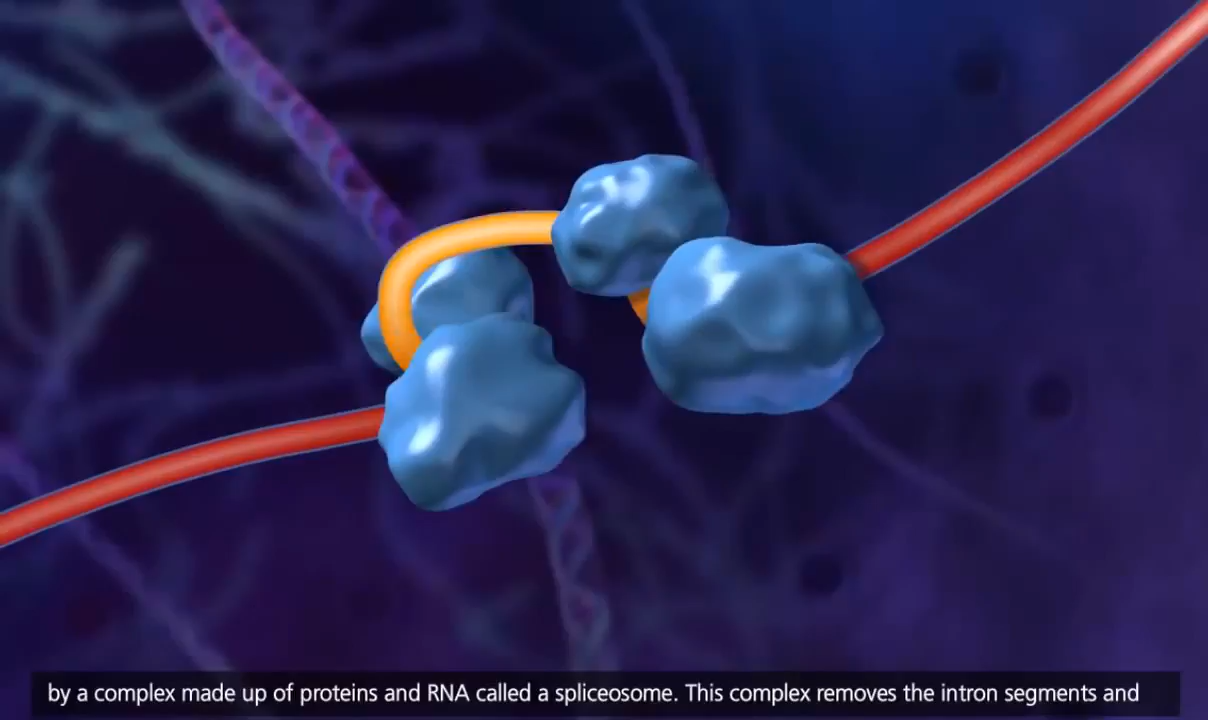 by a complex made up of proteins and RNA called a spliceosome. This complex removes the intron segments and